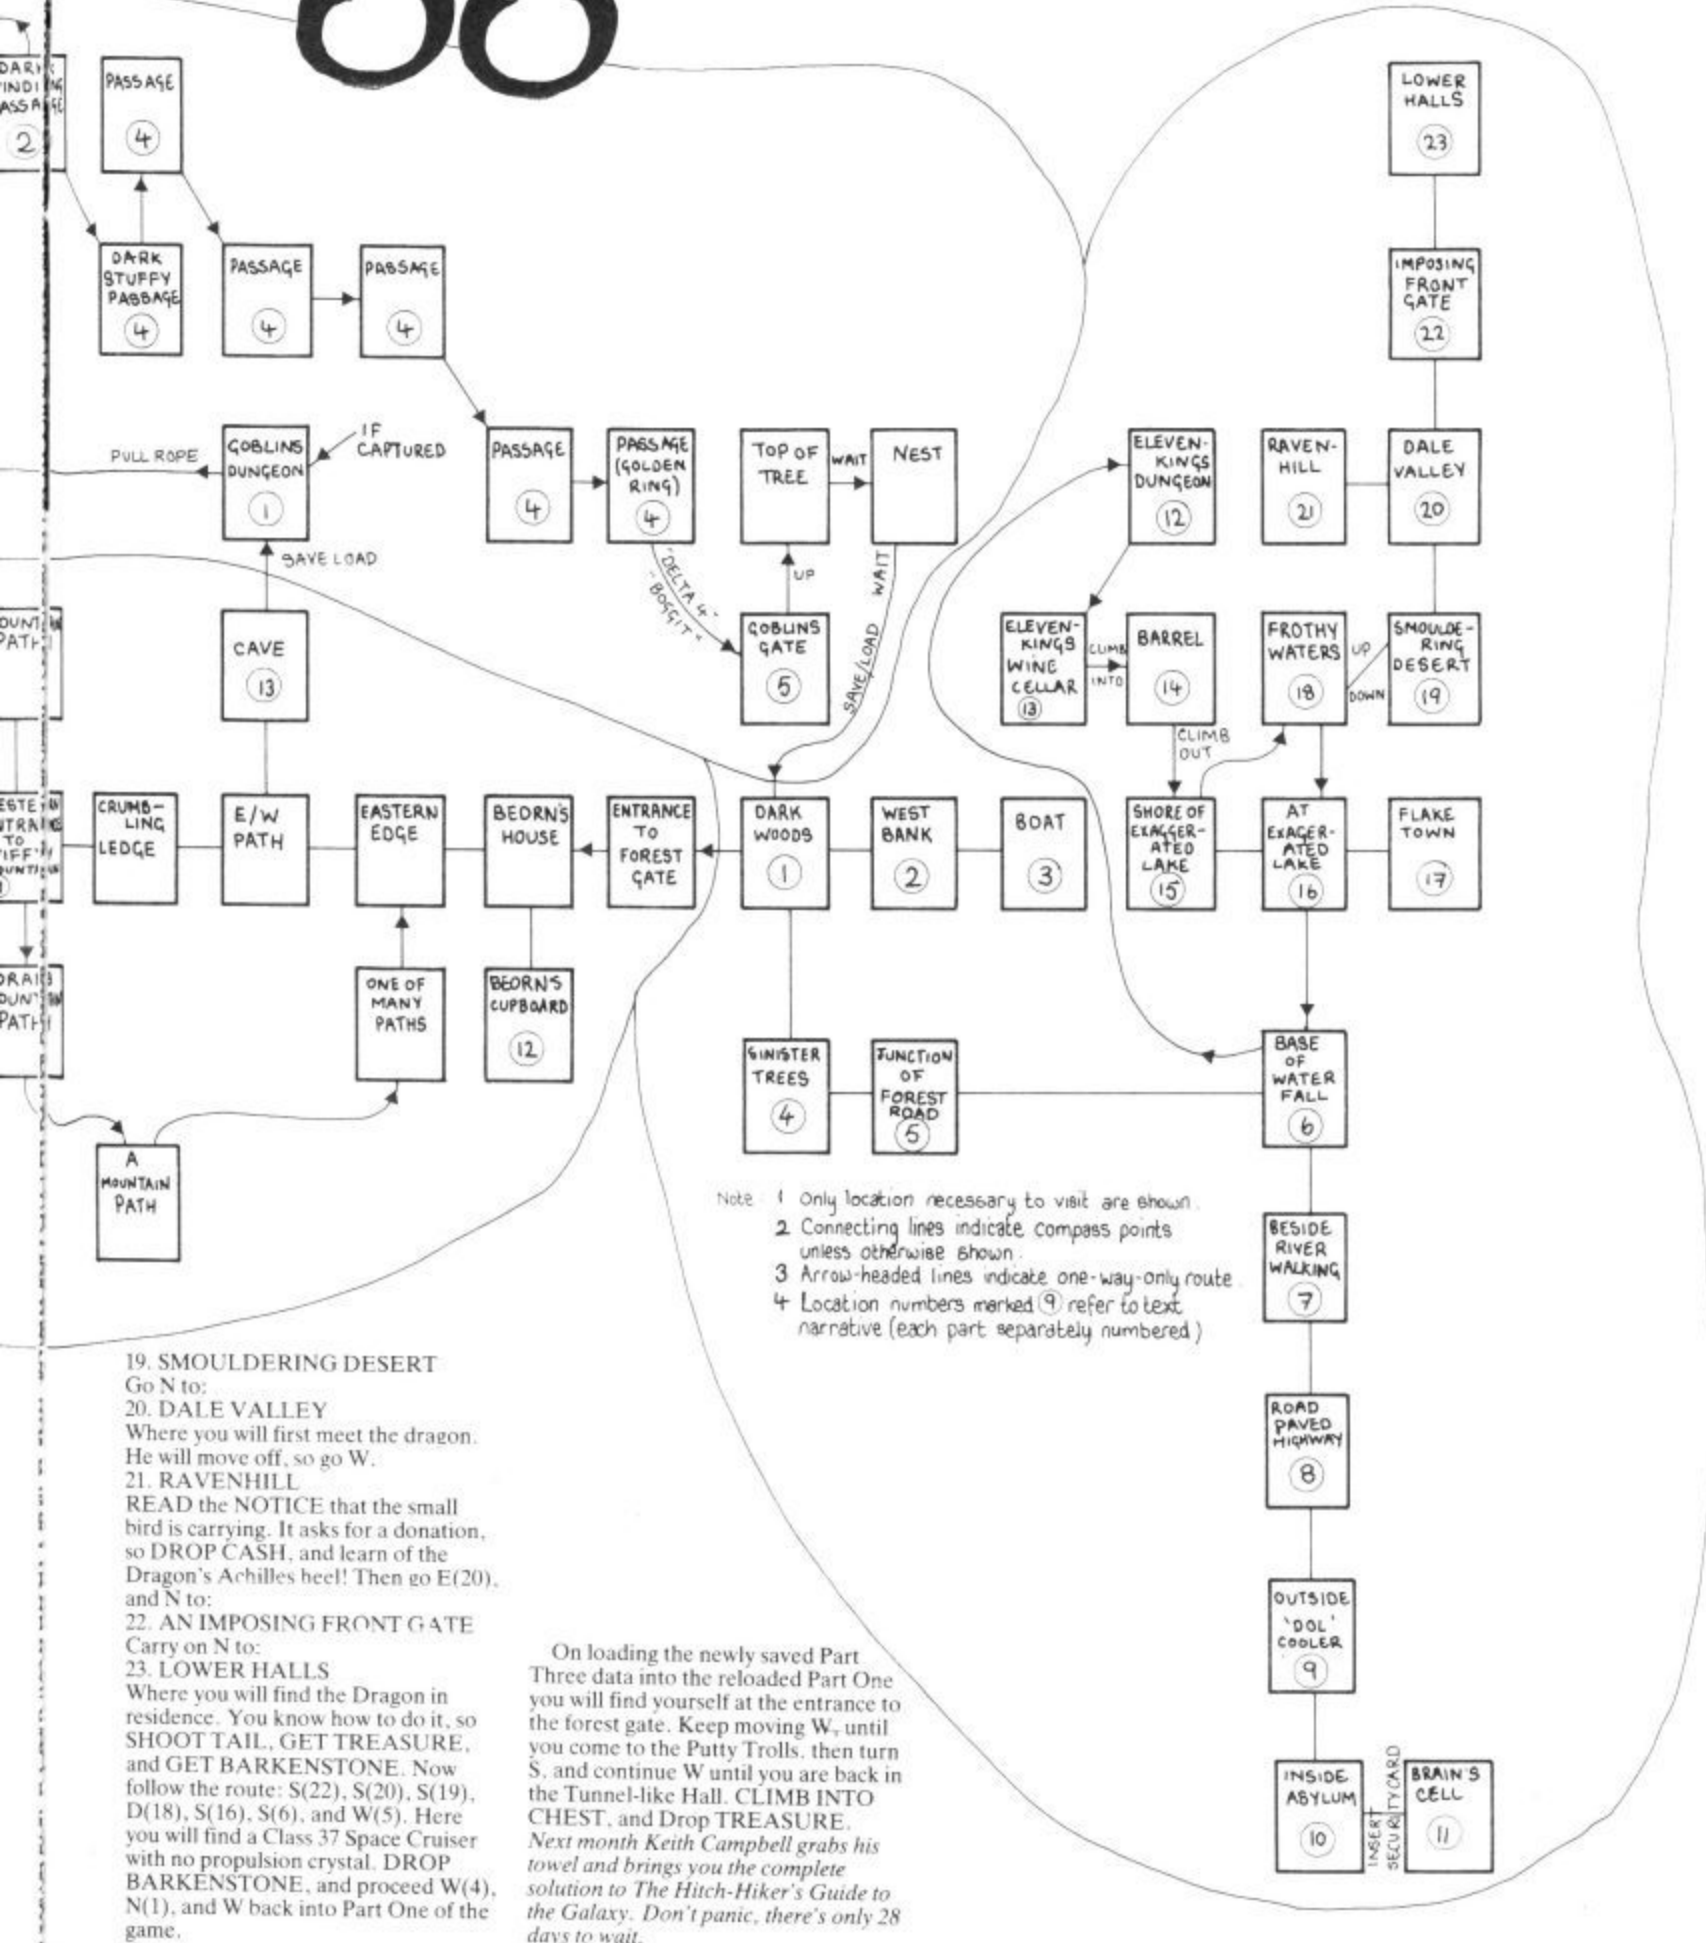 PASSAGE
4
2
DARK
STUFFY
PASSAGE
4
PASSAGE
4
PASSAGE
4
LOWER
HALLS
23
IMPOSING
FRONT
GATE
22
PULL ROPE
GOBLINS
DUNGEON
1
IF
CAPTURED
PASSAGE
4
PASSAGE
(GOLDEN
RING)
4
TOP OF
TREE
WAIT
NEST
ELEVEN-
KINGS
DUNGEON
12
RAVEN-
HILL
21
DALE
VALLEY
20
SAVE LOAD
"DELTA 4"
"BOGGIT"
UP
WAIT
SAVE/LOAD
CAVE
13
GOBLINS
GATE
5
ELEVEN-
KINGS
WINE
CELLAR
13
CLIMB
INTO
BARREL
14
FROTHY
WATERS
18
UP
DOWN
SMOULDE-
RING
DESERT
19
CLIMB
OUT
CRUMB-
LING
LEDGE
E/W
PATH
EASTERN
EDGE
BEORN'S
HOUSE
ENTRANCE
TO
FOREST
GATE
DARK
WOODS
1
WEST
BANK
2
BOAT
3
SHORE OF
EXAGGER-
ATED
LAKE
15
AT
EXAGER-
ATED
LAKE
16
FLAKE
TOWN
17
ONE OF
MANY
PATHS
BEORN'S
CUPBOARD
12
SINISTER
TREES
4
JUNCTION
OF
FOREST
ROAD
5
BASE
OF
WATER
FALL
6
A
MOUNTAIN
PATH
Note 1 Only location necessary to visit are shown.
2 Connecting lines indicate compass points
unless otherwise shown.
3 Arrow-headed lines indicate one-way-only route
4 Location numbers marked 9 refer to text
narrative (each part separately numbered)
BESIDE
RIVER
WALKING
7
ROAD
PAVED
HIGHWAY
8
OUTSIDE
'DOL'
COOLER
9
INSIDE
ASYLUM
10
INSERT
SECURITY CARD
BRAIN'S
CELL
11
19. SMOULDERING DESERT
Go N to:
20. DALE VALLEY
Where you will first meet the dragon.
He will move off, so go W.
21. RAVENHILL
READ the NOTICE that the small
bird is carrying. It asks for a donation,
so DROP CASH, and learn of the
Dragon's Achilles heel! Then go E(20),
and N to:
22. AN IMPOSING FRONT GATE
Carry on N to:
23. LOWER HALLS
Where you will find the Dragon in
residence. You know how to do it, so
SHOOT TAIL, GET TREASURE,
and GET BARKENSTONE. Now
follow the route: S(22), S(20), S(19),
D(18), S(16), S(6), and W(5). Here
you will find a Class 37 Space Cruiser
with no propulsion crystal. DROP
BARKENSTONE, and proceed W(4),
N(1), and W back into Part One of the
game.
On loading the newly saved Part
Three data into the reloaded Part One
you will find yourself at the entrance to
the forest gate. Keep moving W, until
you come to the Putty Trolls, then turn
S, and continue W until you are back in
the Tunnel-like Hall. CLIMB INTO
CHEST, and Drop TREASURE.
Next month Keith Campbell grabs his
towel and brings you the complete
solution to The Hitch-Hiker's Guide to
the Galaxy. Don't panic, there's only 28
days to wait.